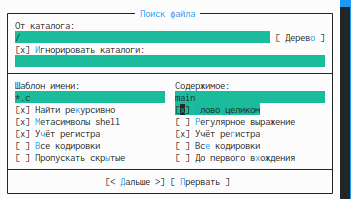 Поиск файла
От каталога:
/ [ Дерево ]
[x] Игнорировать каталоги:
Шаблон имени: Содержимое:
*.c main
[x] Найти рекурсивно [x] лово целиком
[x] Метасимволы shell [ ] Регулярное выражение
[x] Учёт регистра [x] Учёт регистра
[ ] Все кодировки [ ] Все кодировки
[ ] Пропускать скрытые [ ] До первого вхождения
[< Дальше >] [ Прервать ]